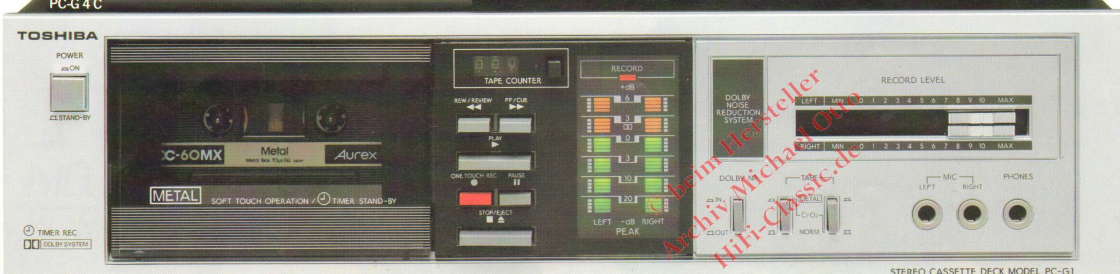 PC-G4C
TOSHIBA
POWER
ON
STAND-BY
TIMER REC
DOLBY SYSTEM
C-60MX
Metal
Aurex
METAL
SOFT TOUCH OPERATION / TIMER STAND-BY
TAPE COUNTER
REW/REVIEW FF/CUE
PLAY
ONE TOUCH REC PAUSE
STOP/EJECT
RECORD
+dB
6
3
0
3
10
20
LEFT -dB RIGHT
PEAK
DOLBY
NOISE
REDUCTION
SYSTEM
RECORD LEVEL
LEFT MIN 0 1 2 3 4 5 6 7 8 9 10 MAX
RIGHT MIN 0 1 2 3 4 5 6 7 8 9 10 MAX
DOLBY NR
IN
OUT
TAPE
METAL
CrO₂
NORM
MIC
LEFT RIGHT
PHONES
STEREO CASSETTE DECK MODEL PC-G1
© beim Hersteller
Archiv Michael Otto
HiFi-Classic.de